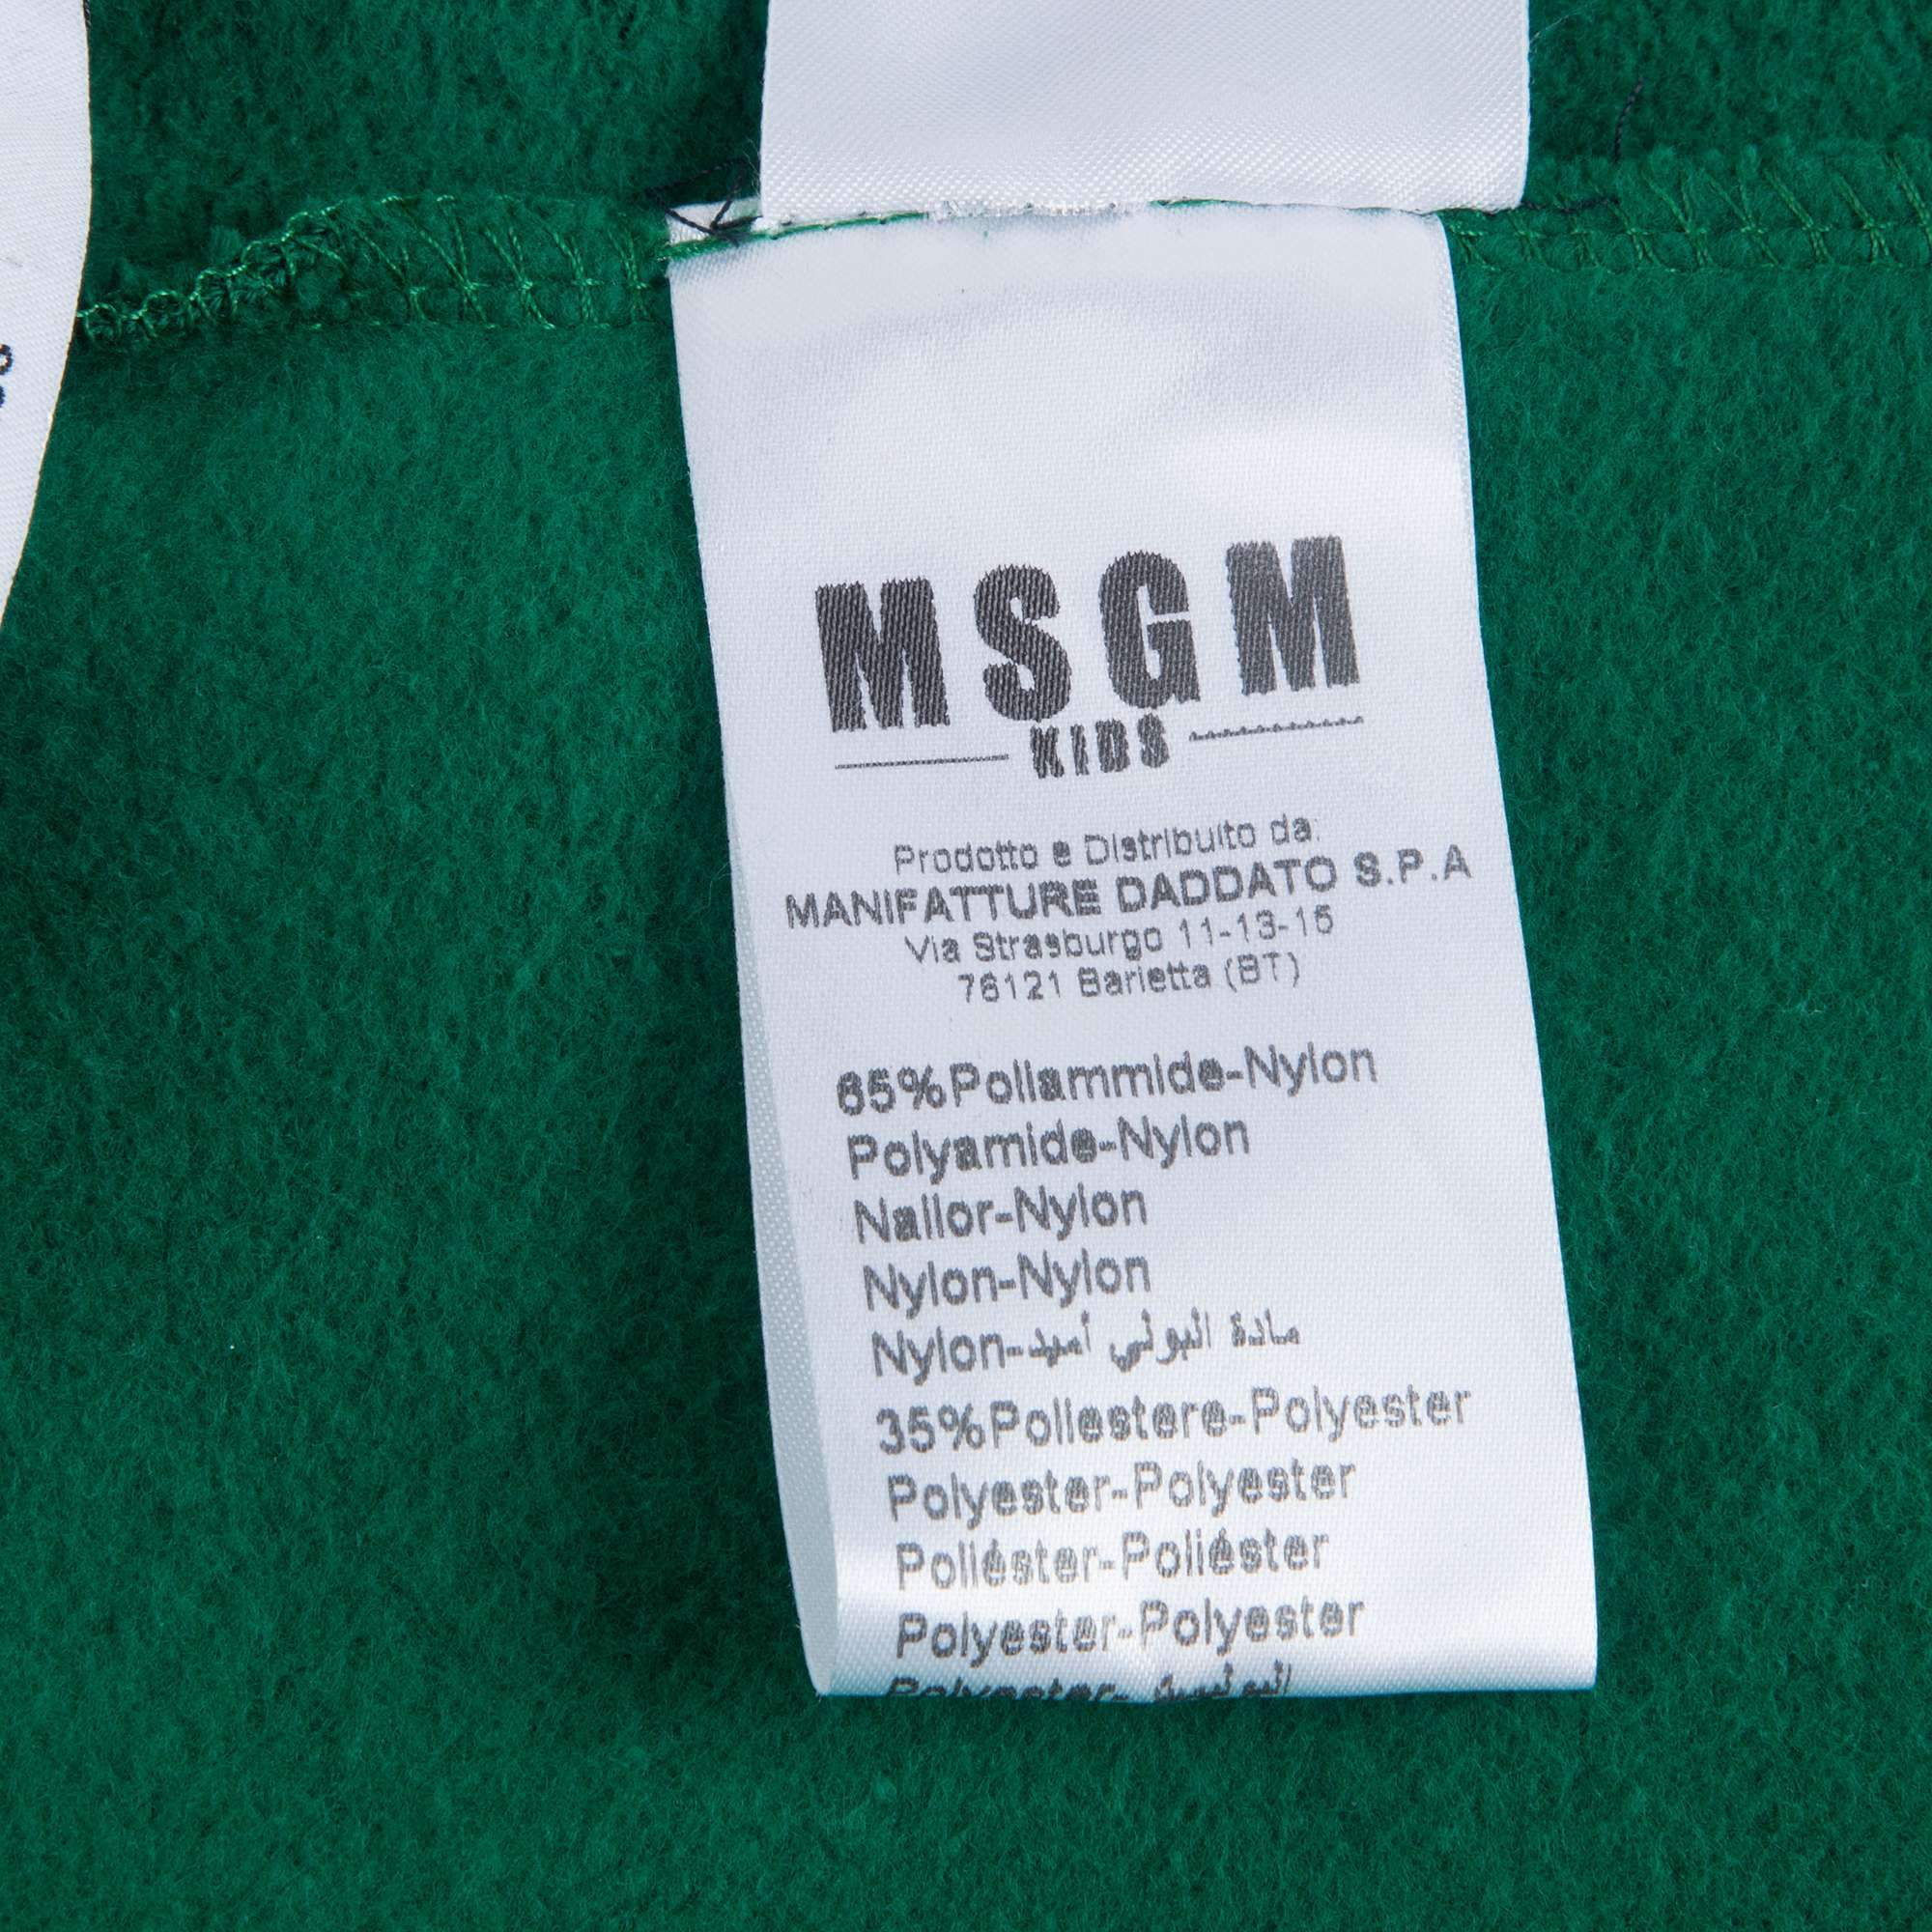 MSGM
KIDS
Prodotto e Distribuito da:
MANIFATTURE DADDATO S.P.A
Via Strasburgo 11-13-15
76121 Barletta (BT)
65%Poliammide-Nylon
Polyamide-Nylon
Nailor-Nylon
Nylon-Nylon
Nylon-مادة البولي أميد
35%Poliestere-Polyester
Polyester-Polyester
Poliéster-Poliéster
Polyester-Polyester
Polyester-